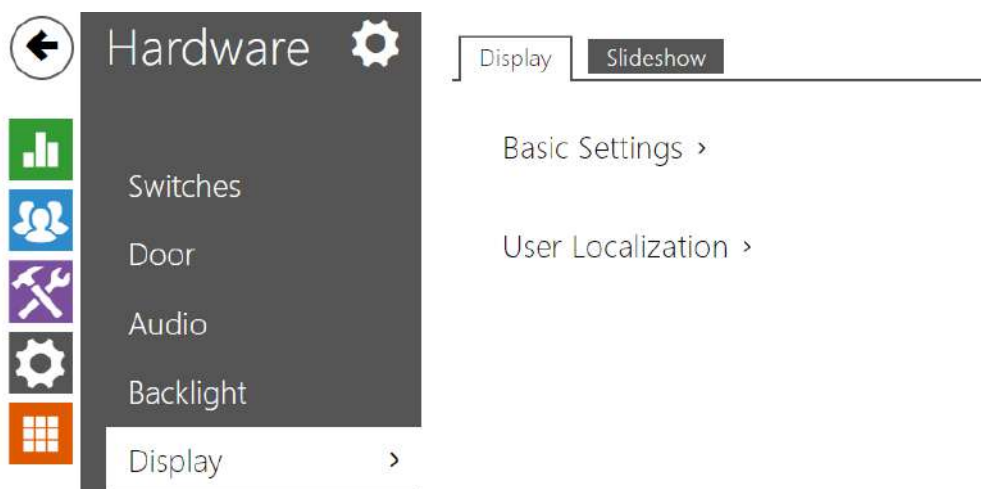 Hardware
Switches
Door
Audio
Backlight
Display
Display
Slideshow
Basic Settings
User Localization